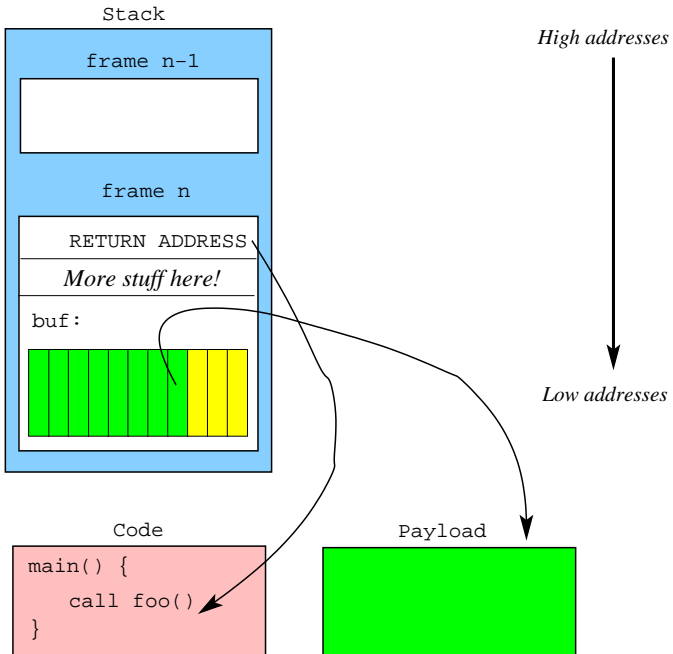 Stack
High addresses
frame n−1
frame n
RETURN ADDRESS
More stuff here!
buf:
Low addresses
Code
Payload
main() {
call foo()
}